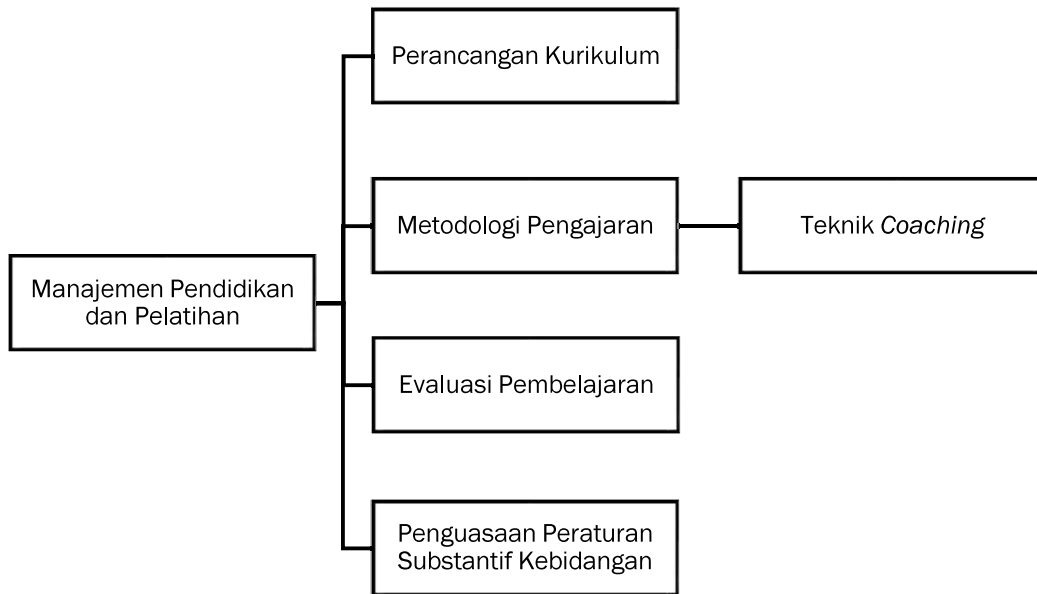 Perancangan Kurikulum
Metodologi Pengajaran
Teknik Coaching
Manajemen Pendidikan
dan Pelatihan
Evaluasi Pembelajaran
Penguasaan Peraturan
Substantif Kebidangan